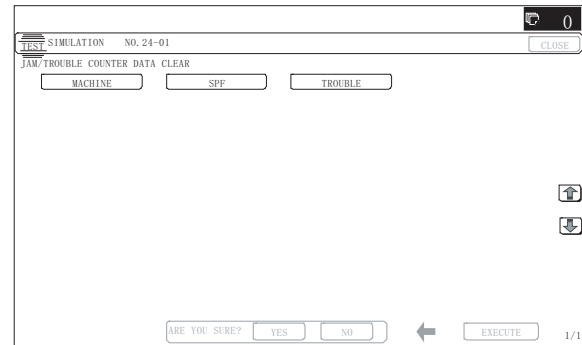 0
TEST SIMULATION NO. 24-01 CLOSE
JAM/TROUBLE COUNTER DATA CLEAR
MACHINE SPF TROUBLE
ARE YOU SURE? YES NO EXECUTE 1/1